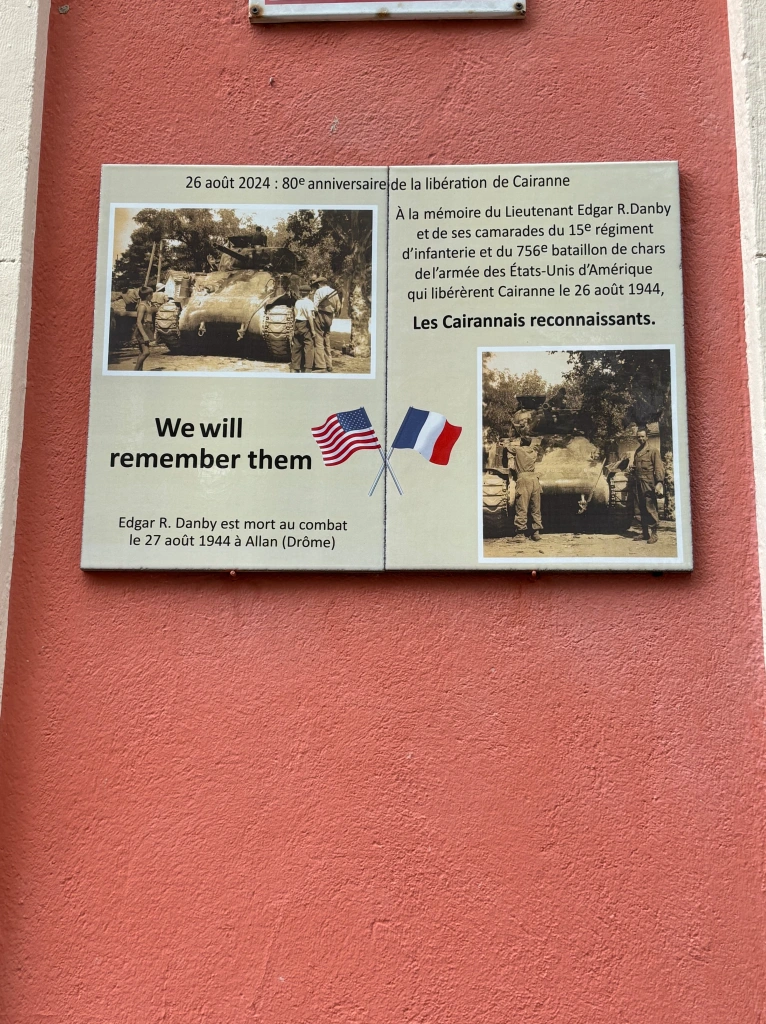 26 août 2024 : 80e anniversaire de la libération de Cairanne
À la mémoire du Lieutenant Edgar R.Danby
et de ses camarades du 15e régiment
d'infanterie et du 756e bataillon de chars
de l'armée des États-Unis d'Amérique
qui libérèrent Cairanne le 26 août 1944,
Les Cairannais reconnaissants.
We will
remember them
Edgar R. Danby est mort au combat
le 27 août 1944 à Allan (Drôme)